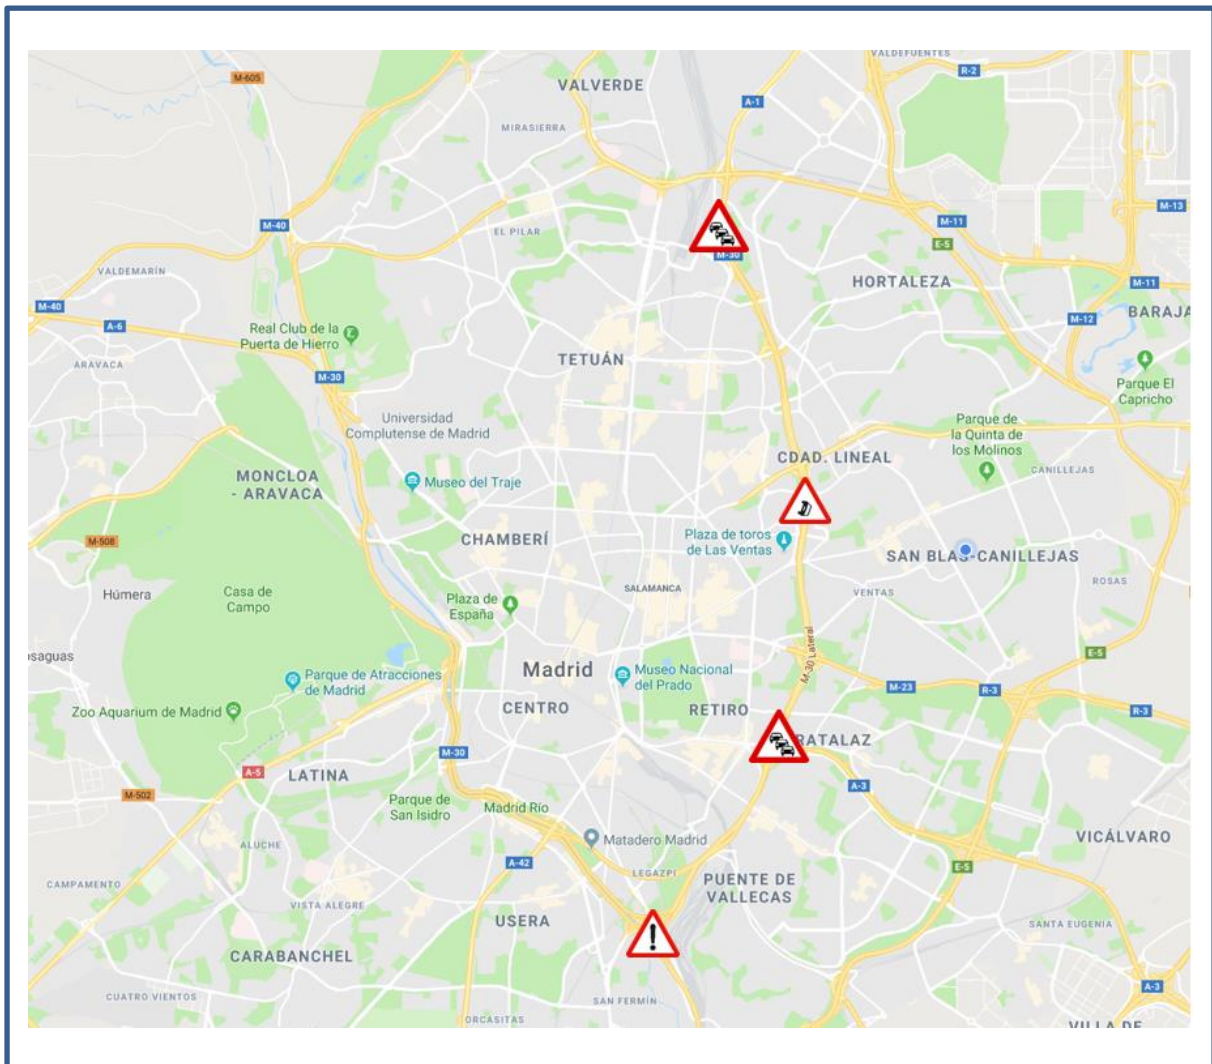 VALDEFUENTES
M-605
R-2
VALVERDE
A-1
MIRASIERRA
M-13
M-40
M-11
EL PILAR
E-5
M-30
VALDEMARÍN
HORTALEZA
M-11
M-40
BARAJA
A-6
M-12
Real Club de la
Puerta de Hierro
TETUÁN
ARAVACA
M-30
Parque El
Capricho
Universidad
Complutense de Madrid
Parque de
la Quinta de
los Molinos
CDAD. LINEAL
CANILLEJAS
MONCLOA
- ARAVACA
Museo del Traje
M-508
CHAMBERÍ
Plaza de toros
de Las Ventas
SAN BLAS-CANILLEJAS
ROSAS
Húmera
Casa de
Campo
Plaza de
España
SALAMANCA
VENTAS
M-30 Lateral
osaguas
Madrid
E-5
Parque de Atracciones
de Madrid
Museo Nacional
del Prado
M-23
R-3
Zoo Aquarium de Madrid
CENTRO
RETIRO
R-3
RATALAZ
M-30
A-5
LATINA
A-3
M-502
Parque de
San Isidro
Madrid Río
Matadero Madrid
VICÁLVARO
ALUCHE
A-42
LEGAZPI
E-5
CAMPAMENTO
PUENTE DE
VALLECAS
VISTA ALEGRE
USERA
SANTA EUGENIA
CARABANCHEL
CUATRO VIENTOS
SAN FERMÍN
A-3
ORCASITAS
VILLA DE